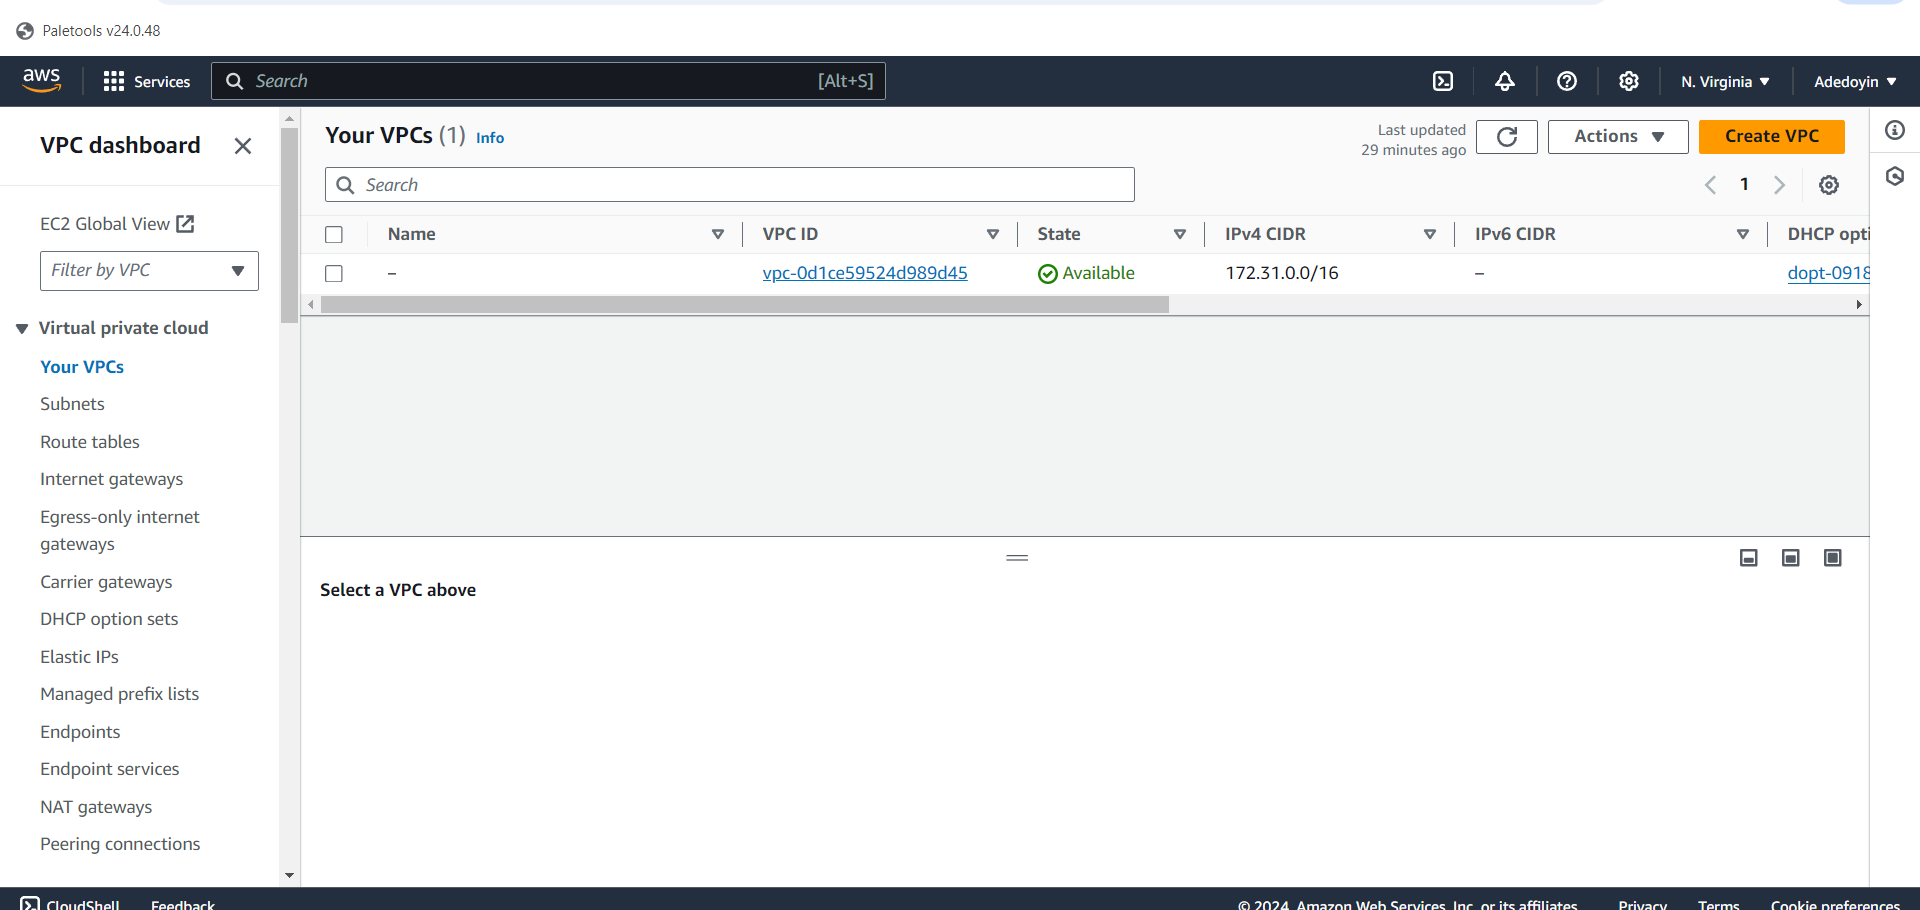 Paletools v24.0.48
aws Services Search [Alt+S] N. Virginia Adedoyin
VPC dashboard
EC2 Global View
Filter by VPC
Virtual private cloud
Your VPCs
Subnets
Route tables
Internet gateways
Egress-only internet
gateways
Carrier gateways
DHCP option sets
Elastic IPs
Managed prefix lists
Endpoints
Endpoint services
NAT gateways
Peering connections
Your VPCs (1) Info
Last updated
29 minutes ago
Actions
Create VPC
Search
1
Name VPC ID State IPv4 CIDR IPv6 CIDR DHCP opti
– vpc-0d1ce59524d989d45 Available 172.31.0.0/16 – dopt-0918
Select a VPC above
CloudShell Feedback © 2024, Amazon Web Services, Inc. or its affiliates. Privacy Terms Cookie preferences